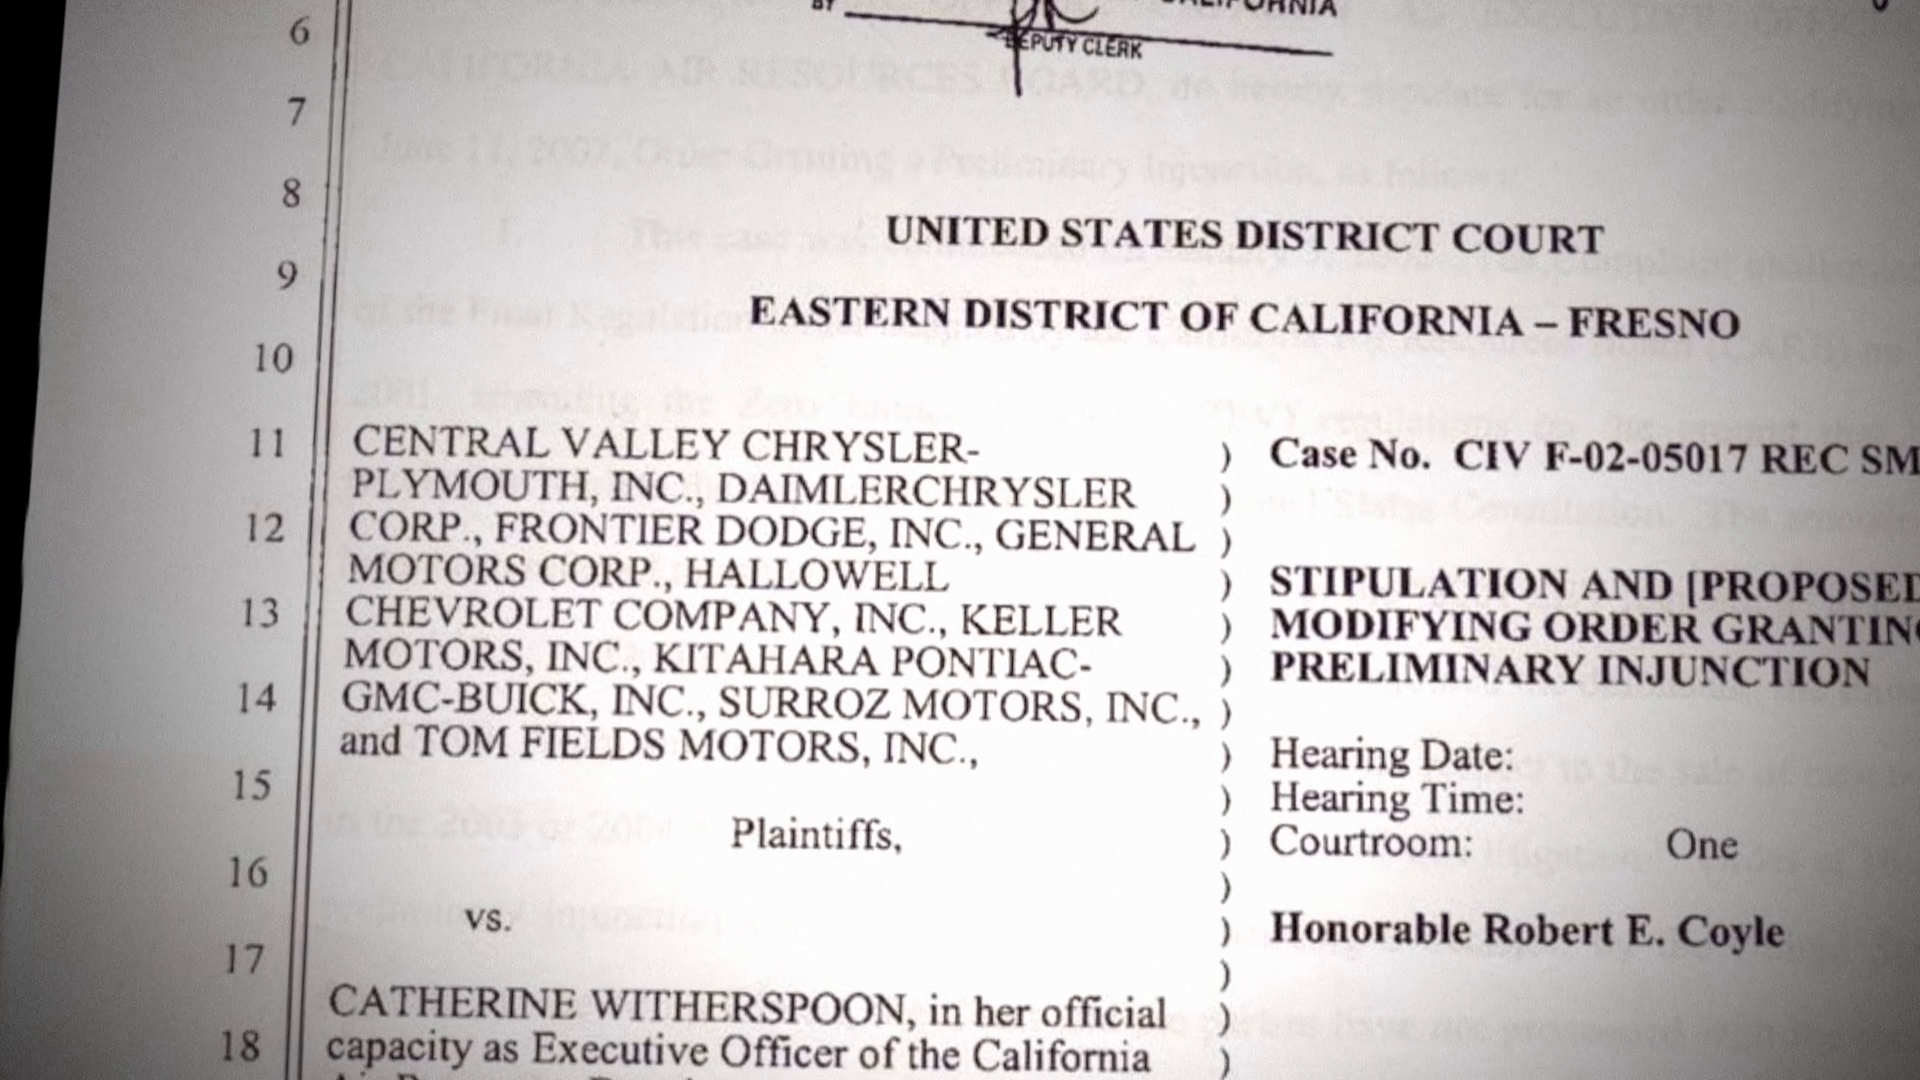 BY
CALIFORNIA
DEPUTY CLERK
6
7
8
UNITED STATES DISTRICT COURT
9
EASTERN DISTRICT OF CALIFORNIA – FRESNO
10
11 CENTRAL VALLEY CHRYSLER- ) Case No. CIV F-02-05017 REC SM
PLYMOUTH, INC., DAIMLERCHRYSLER )
12 CORP., FRONTIER DODGE, INC., GENERAL )
MOTORS CORP., HALLOWELL ) STIPULATION AND [PROPOSED
13 CHEVROLET COMPANY, INC., KELLER ) MODIFYING ORDER GRANTING
MOTORS, INC., KITAHARA PONTIAC- ) PRELIMINARY INJUNCTION
14 GMC-BUICK, INC., SURROZ MOTORS, INC., )
and TOM FIELDS MOTORS, INC., ) Hearing Date:
15 ) Hearing Time:
Plaintiffs, ) Courtroom: One
16 )
vs. ) Honorable Robert E. Coyle
17 )
CATHERINE WITHERSPOON, in her official )
18 capacity as Executive Officer of the California )